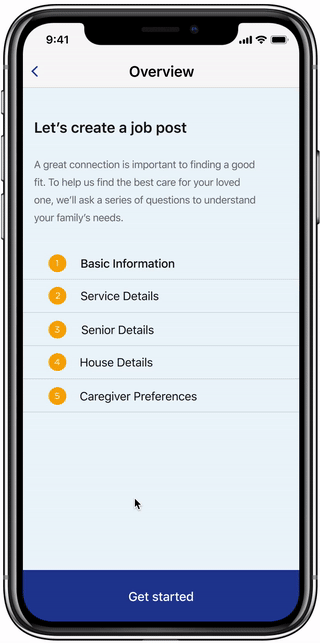 9:41
Overview
Let's create a job post
A great connection is important to finding a good
fit. To help us find the best care for your loved
one, we'll ask a series of questions to understand
your family's needs.
1 Basic Information
2 Service Details
3 Senior Details
4 House Details
5 Caregiver Preferences
Get started